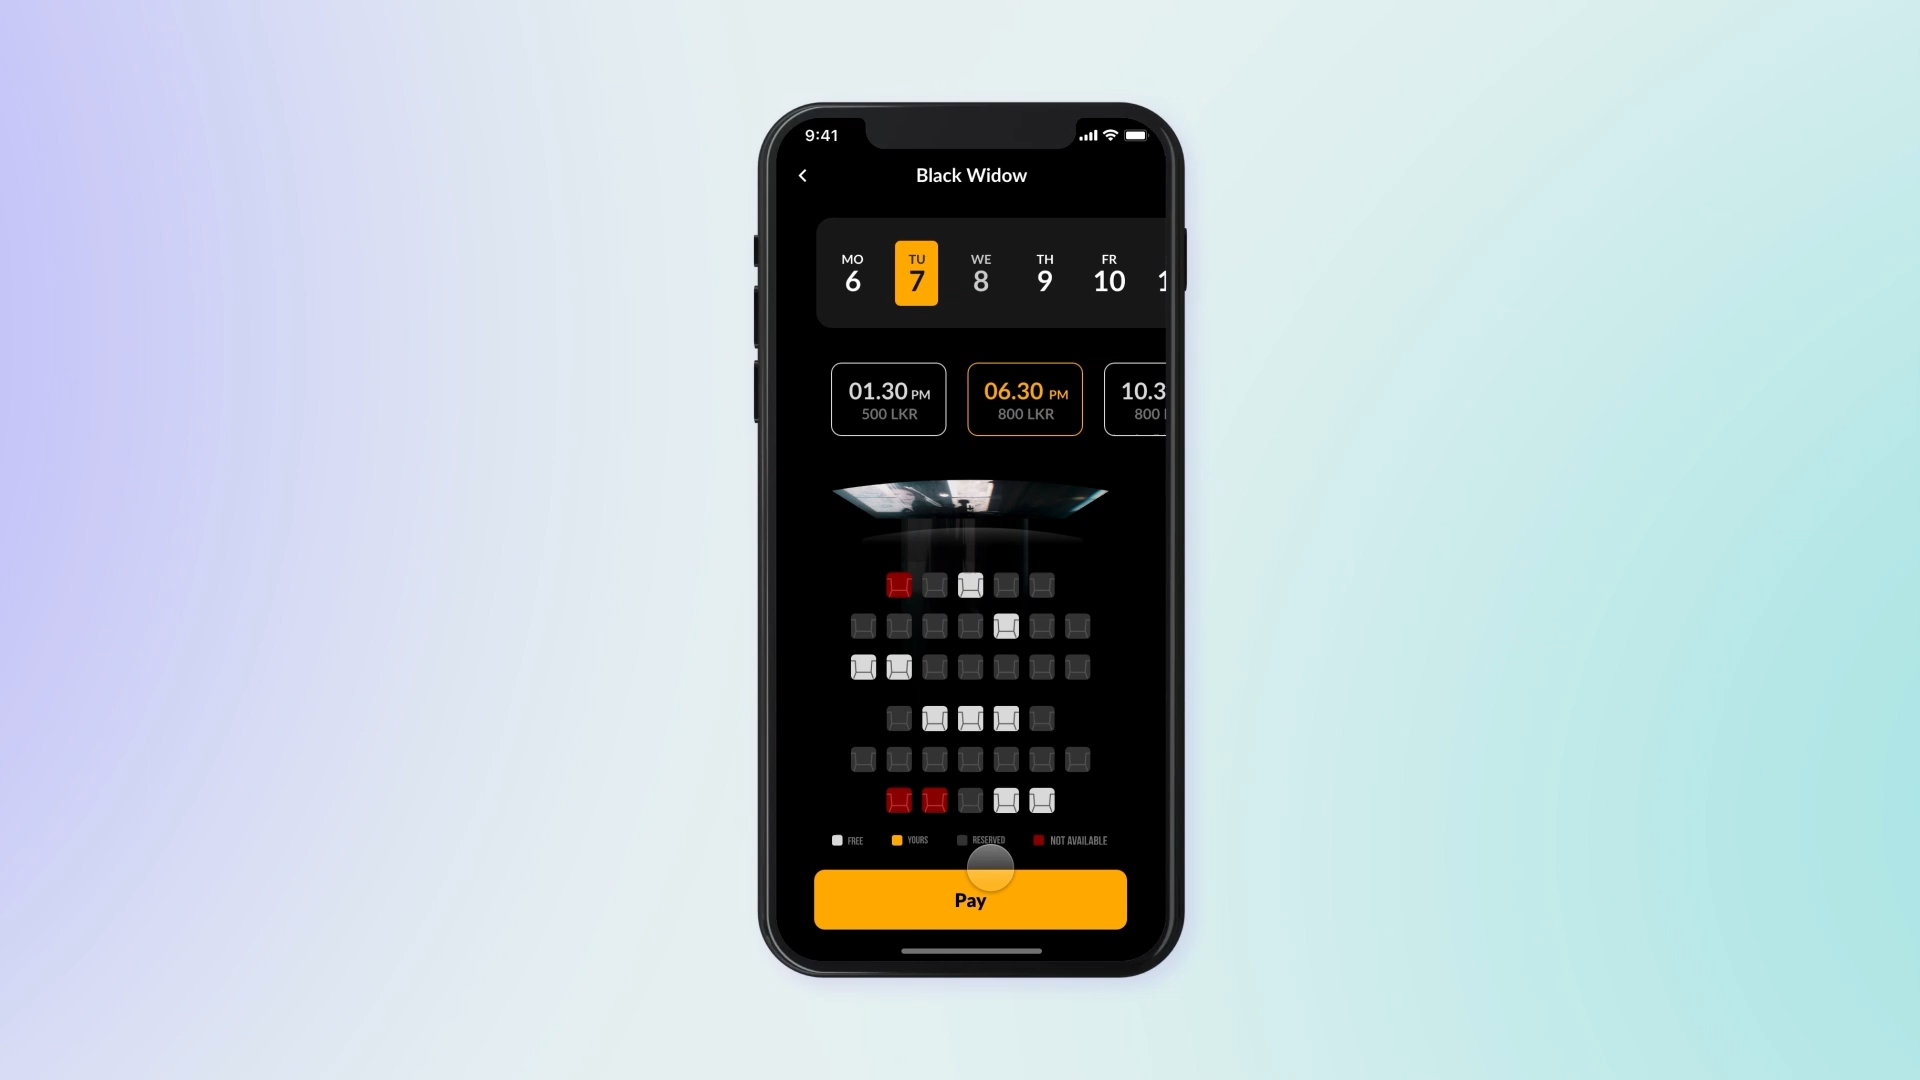 9:41
Black Widow
MO TU WE TH FR
6 7 8 9 10 1
01.30 PM 06.30 PM 10.3
500 LKR 800 LKR 800
FREE YOURS RESERVED NOT AVAILABLE
Pay